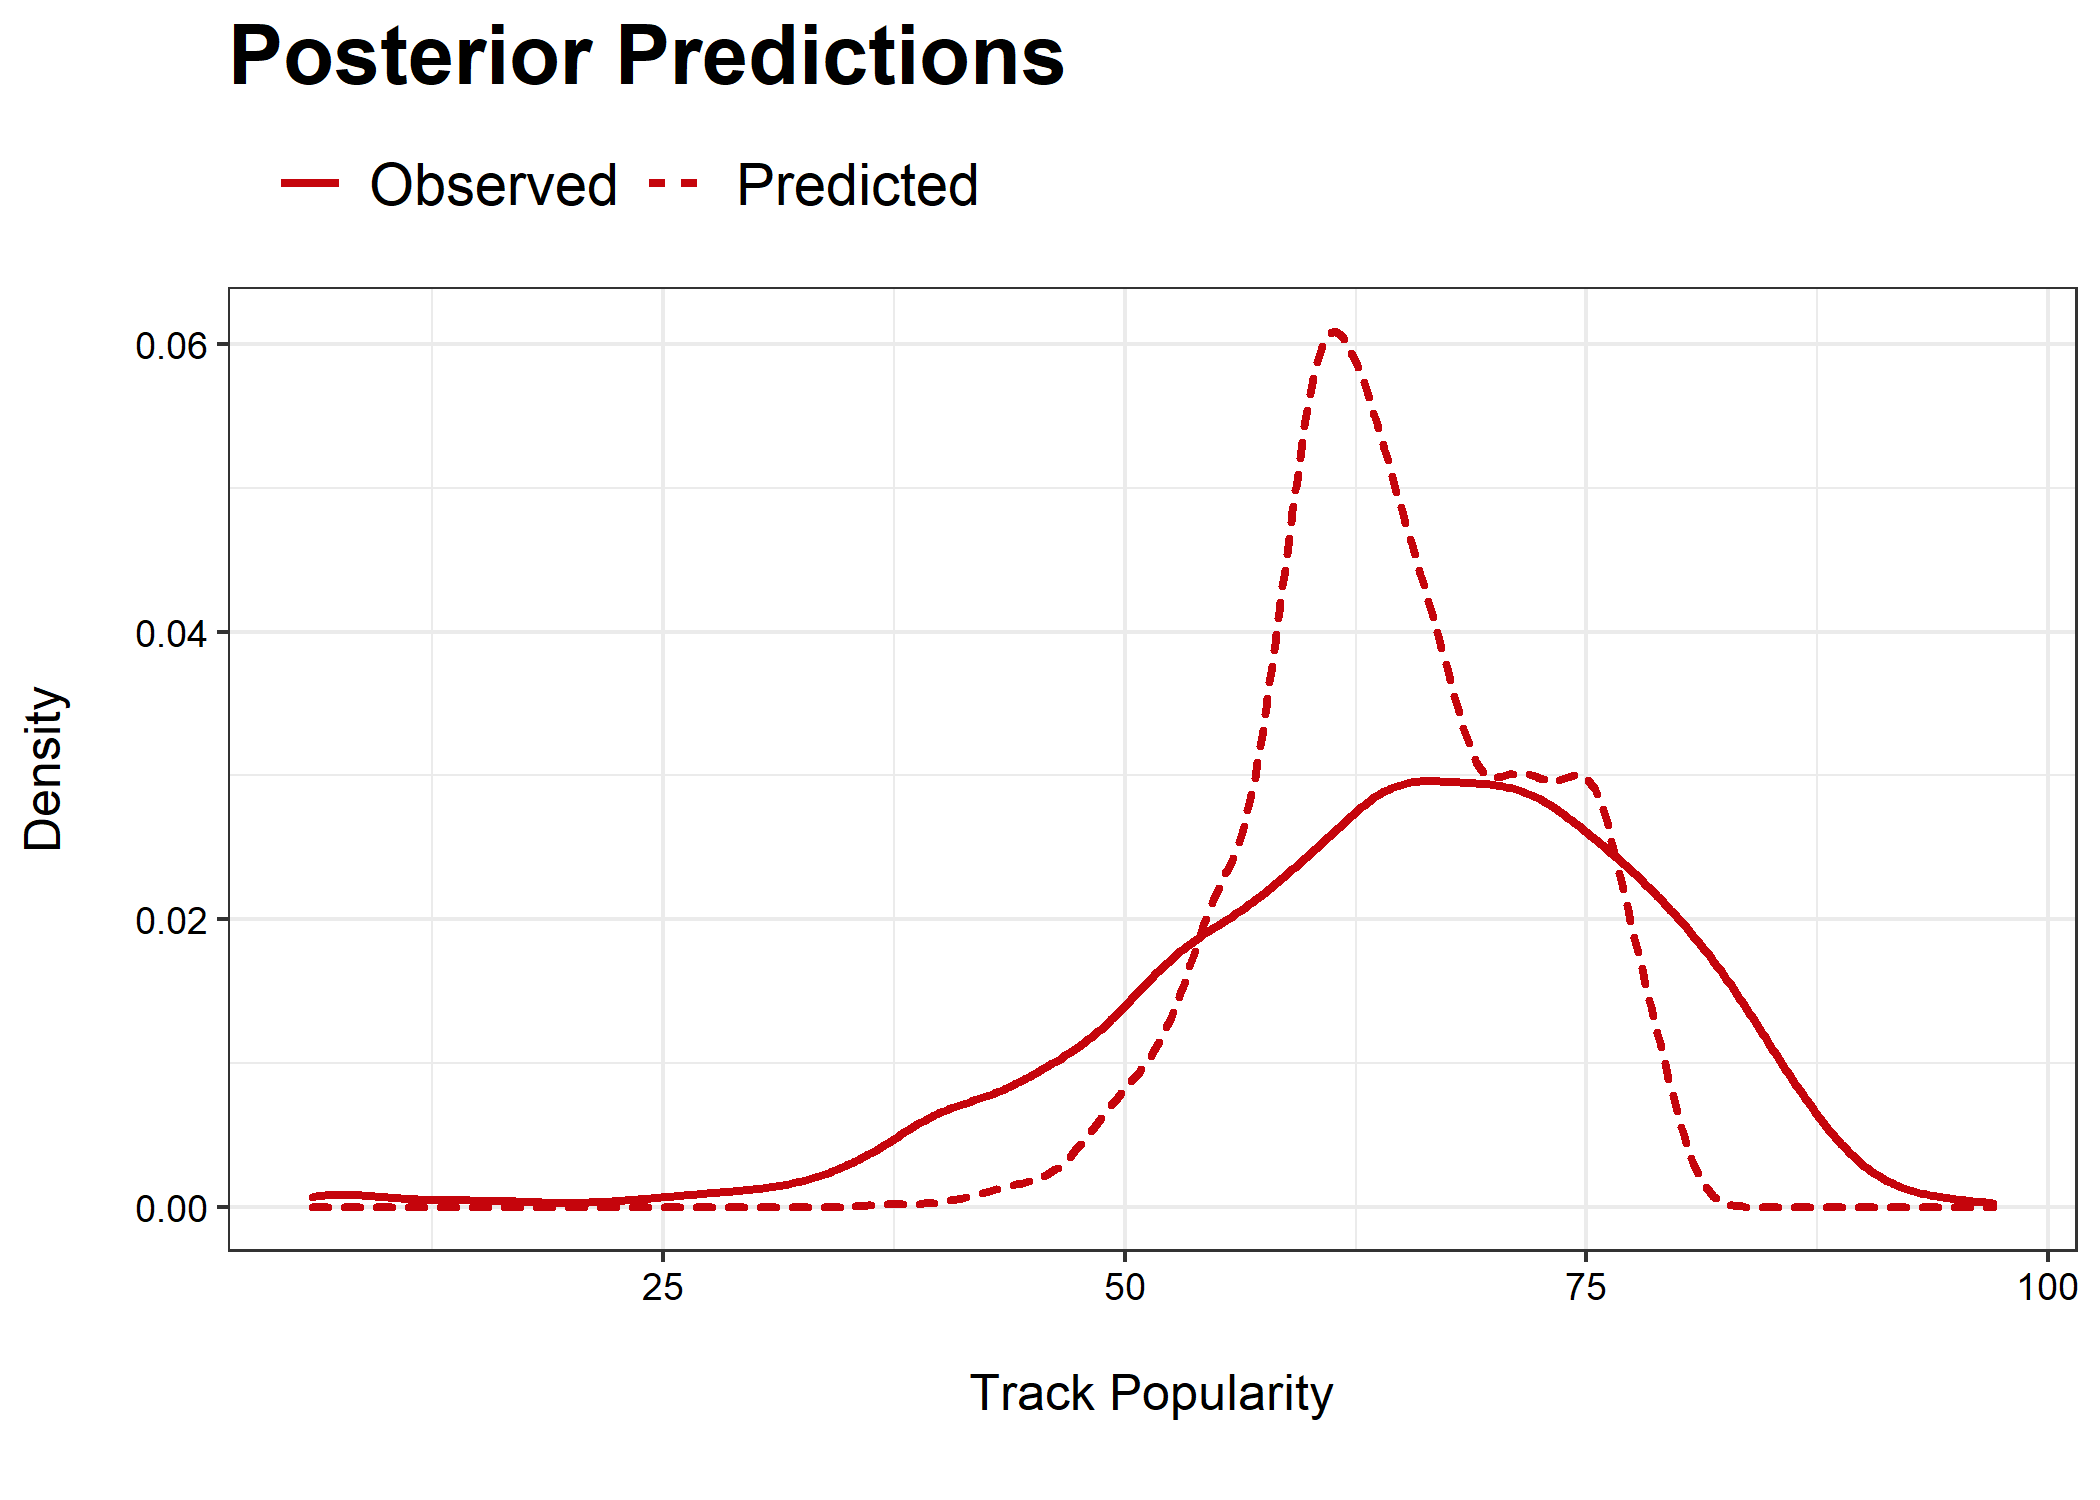 Posterior Predictions
Observed Predicted
0.06
0.04
0.02
0.00
Density
25 50 75 100
Track Popularity